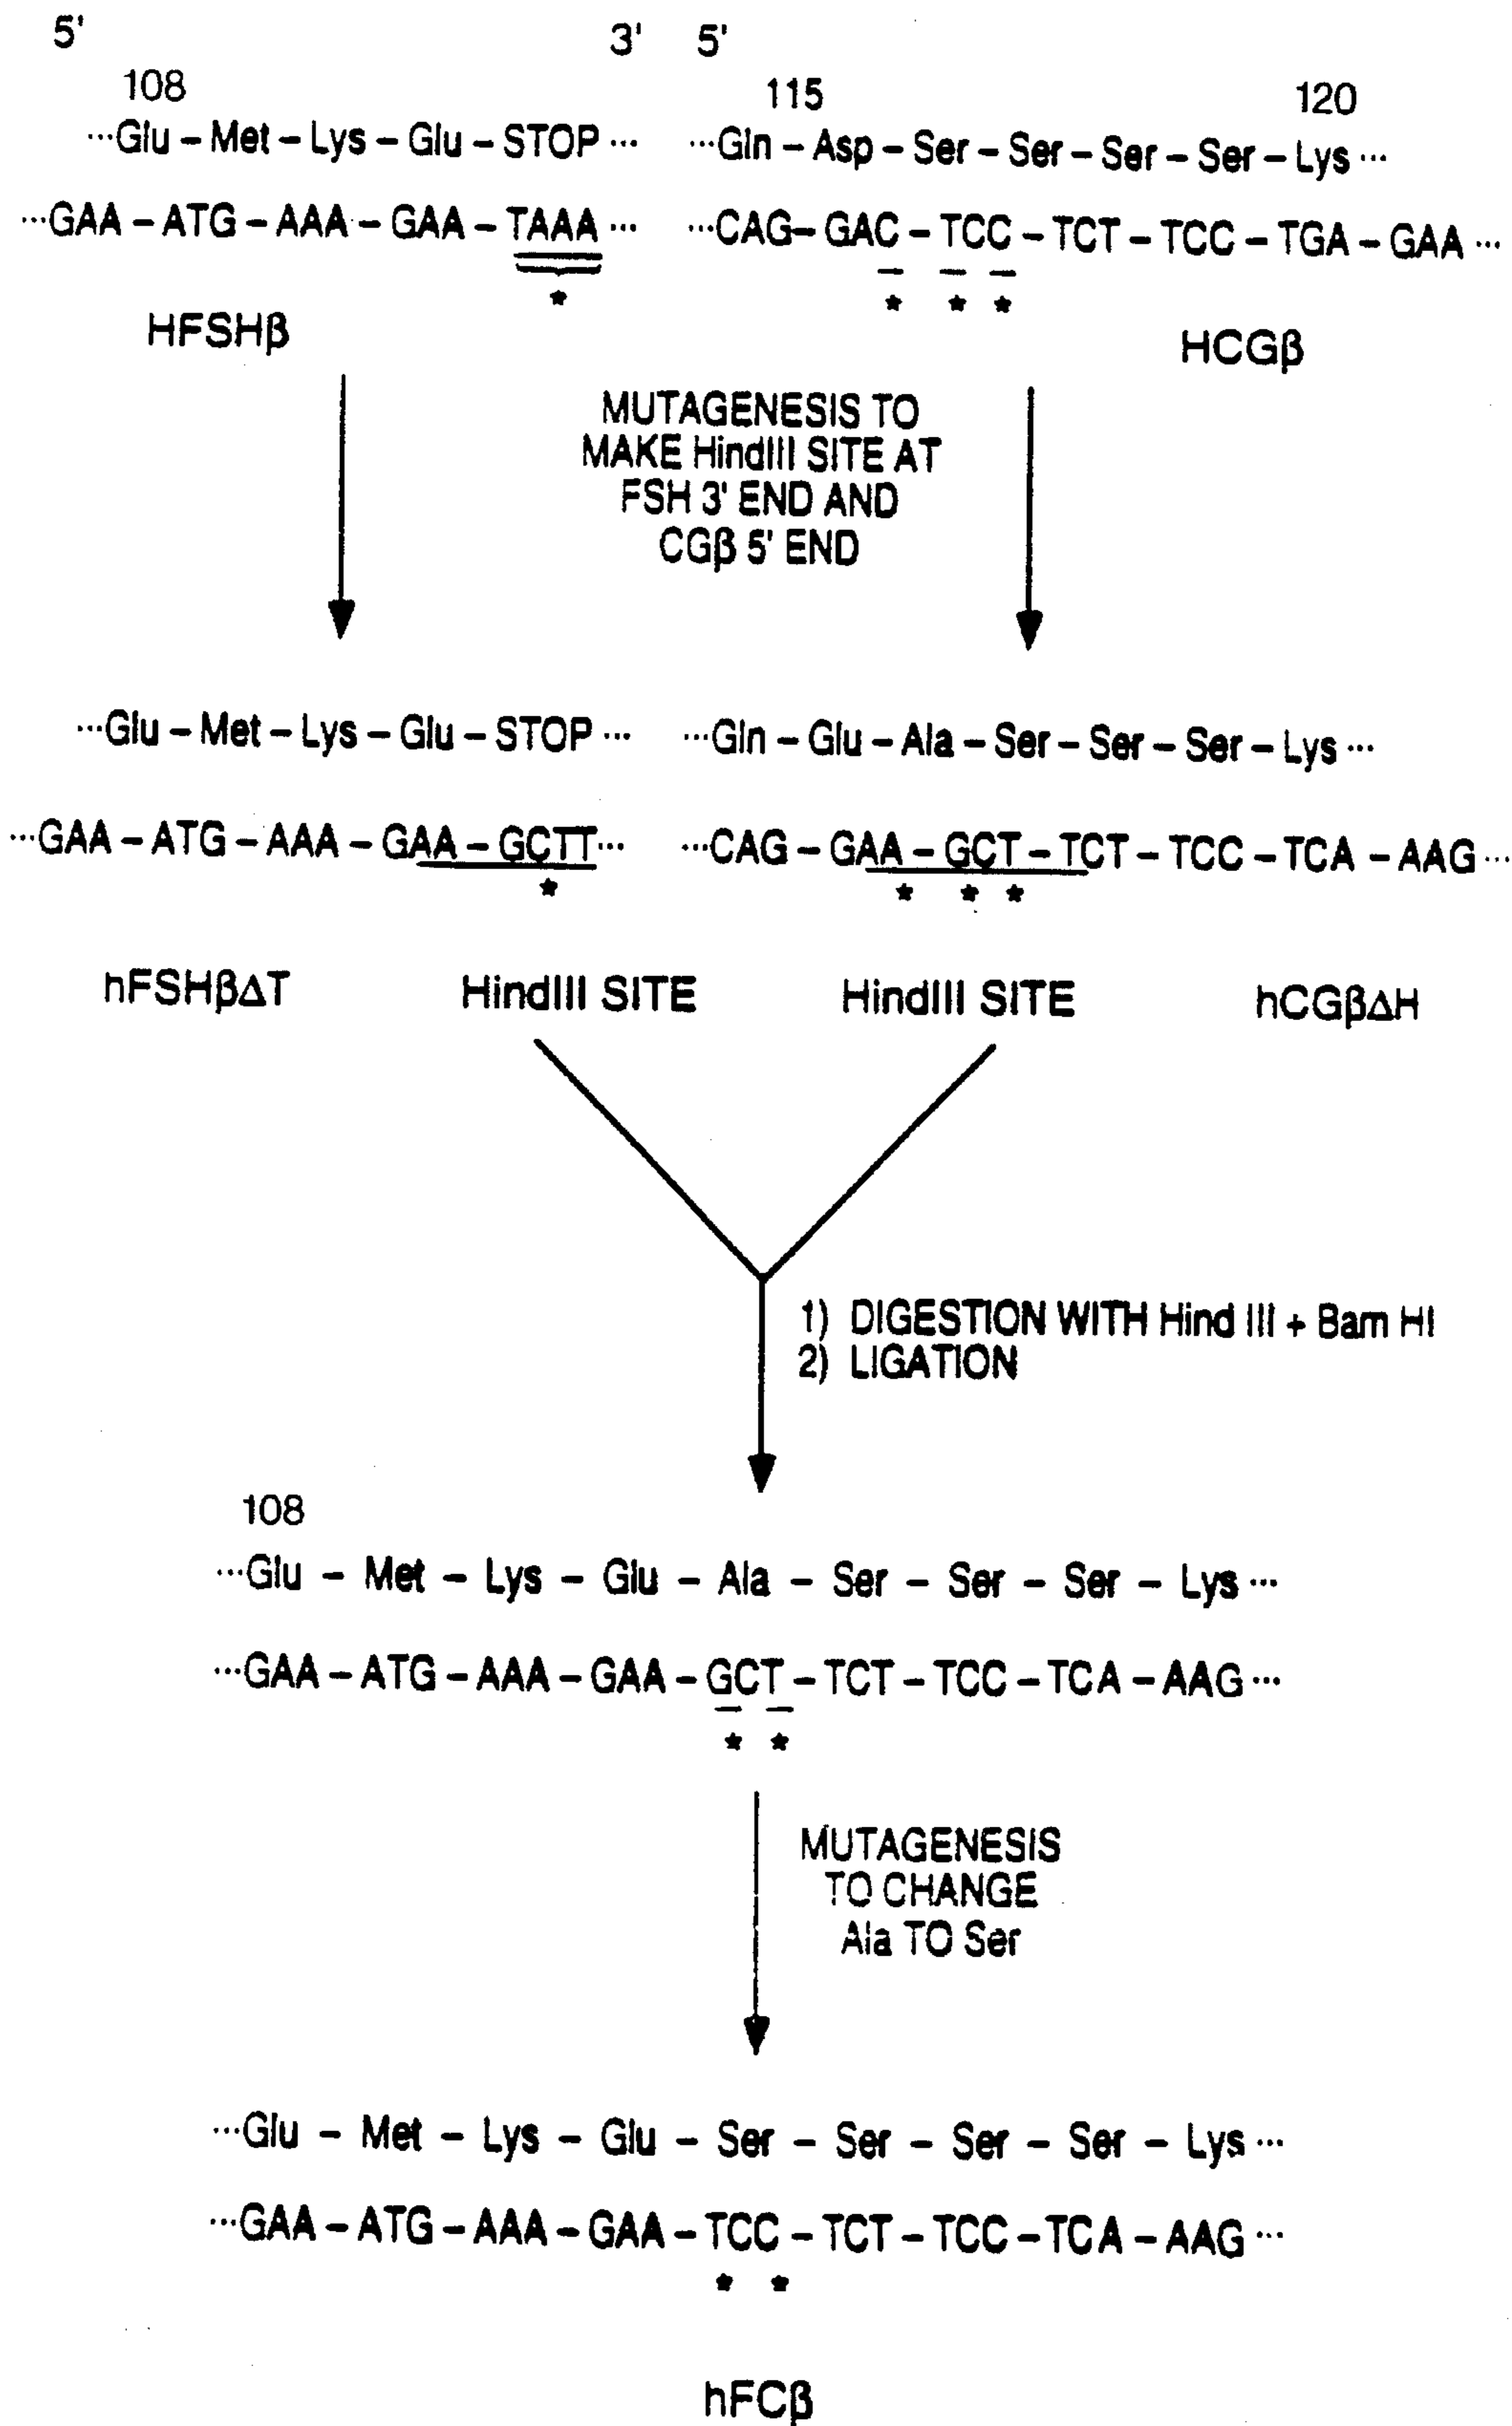 5' 3' 5'
108 115 120
···Glu – Met – Lys – Glu – STOP ··· ···Gln – Asp – Ser – Ser – Ser – Ser – Lys ···
···GAA – ATG – AAA – GAA – TAAA ··· ···CAG – GAC – TCC – TCT – TCC – TGA – GAA ···
* * * *
HFSHβ HCGβ
MUTAGENESIS TO
MAKE HindIII SITE AT
FSH 3' END AND
CGβ 5' END
···Glu – Met – Lys – Glu – STOP ··· ···Gln – Glu – Ala – Ser – Ser – Ser – Lys ···
···GAA – ATG – AAA – GAA – GCTT··· ···CAG – GAA – GCT – TCT – TCC – TCA – AAG ···
* * * *
hFSHβΔT HindIII SITE HindIII SITE hCGβΔH
1) DIGESTION WITH Hind III + Bam HI
2) LIGATION
108
···Glu – Met – Lys – Glu – Ala – Ser – Ser – Ser – Lys ···
···GAA – ATG – AAA – GAA – GCT – TCT – TCC – TCA – AAG ···
* *
MUTAGENESIS
TO CHANGE
Ala TO Ser
···Glu – Met – Lys – Glu – Ser – Ser – Ser – Ser – Lys ···
···GAA – ATG – AAA – GAA – TCC – TCT – TCC – TCA – AAG ···
* *
hFCβ